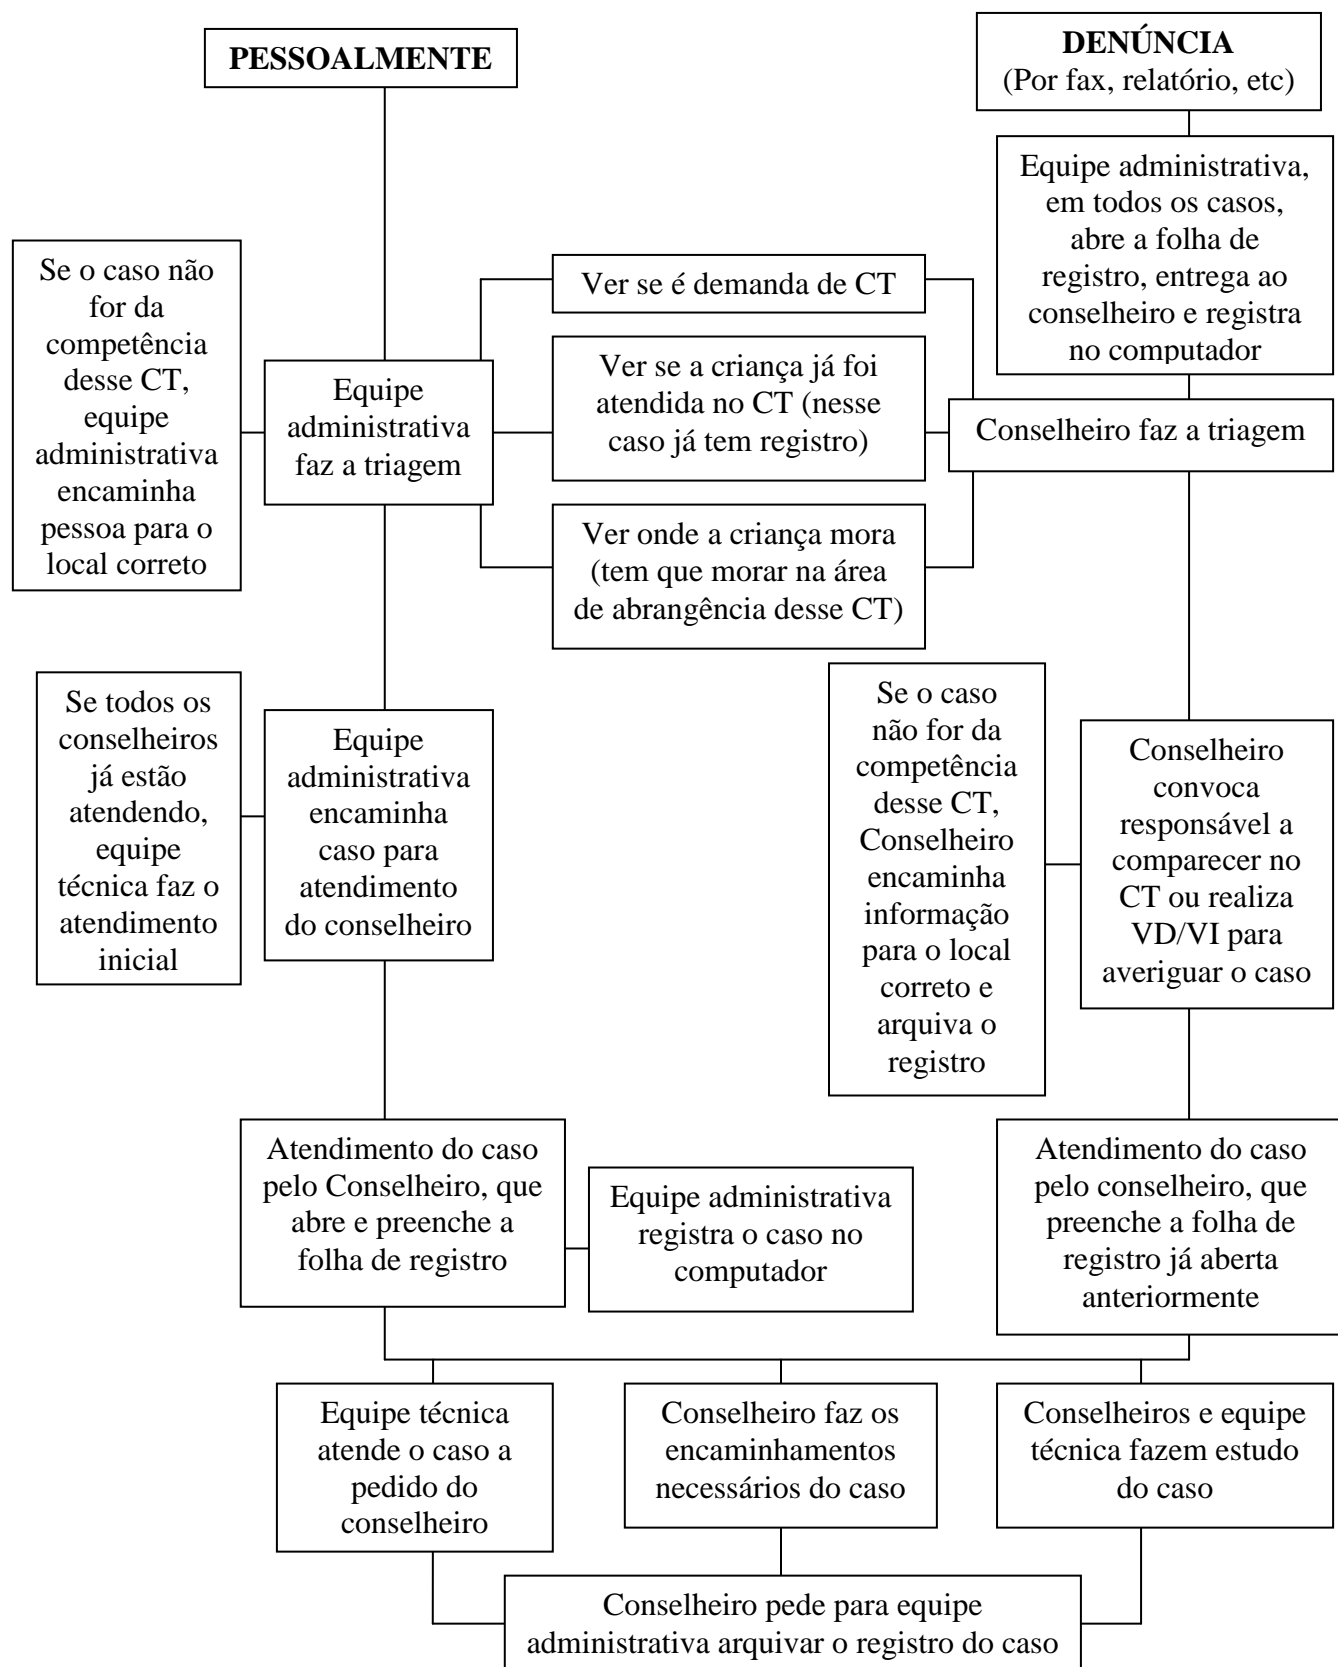 PESSOALMENTE
DENÚNCIA
(Por fax, relatório, etc)
Equipe administrativa,
em todos os casos,
abre a folha de
registro, entrega ao
conselheiro e registra
no computador
Se o caso não
for da
competência
desse CT,
equipe
administrativa
encaminha
pessoa para o
local correto
Equipe
administrativa
faz a triagem
Ver se é demanda de CT
Ver se a criança já foi
atendida no CT (nesse
caso já tem registro)
Ver onde a criança mora
(tem que morar na área
de abrangência desse CT)
Conselheiro faz a triagem
Se todos os
conselheiros
já estão
atendendo,
equipe
técnica faz o
atendimento
inicial
Equipe
administrativa
encaminha
caso para
atendimento
do conselheiro
Se o caso
não for da
competência
desse CT,
Conselheiro
encaminha
informação
para o local
correto e
arquiva o
registro
Conselheiro
convoca
responsável a
comparecer no
CT ou realiza
VD/VI para
averiguar o caso
Atendimento do caso
pelo Conselheiro, que
abre e preenche a
folha de registro
Equipe administrativa
registra o caso no
computador
Atendimento do caso
pelo conselheiro, que
preenche a folha de
registro já aberta
anteriormente
Equipe técnica
atende o caso a
pedido do
conselheiro
Conselheiro faz os
encaminhamentos
necessários do caso
Conselheiros e equipe
técnica fazem estudo
do caso
Conselheiro pede para equipe
administrativa arquivar o registro do caso